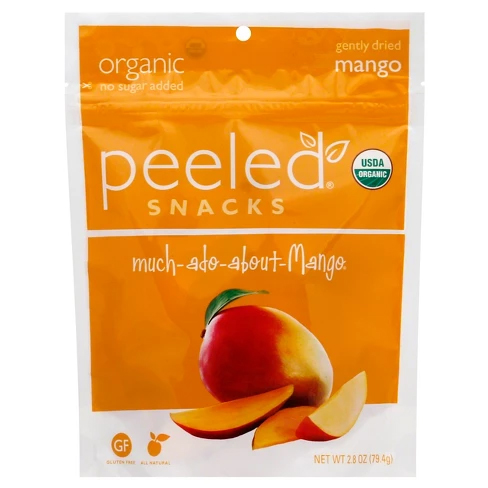 organic
no sugar added
gently dried
mango
peeled®
SNACKS
USDA
ORGANIC
much-ado-about-Mango®
GF
GLUTEN FREE
ALL NATURAL
NET WT 2.8 OZ (79.4g)